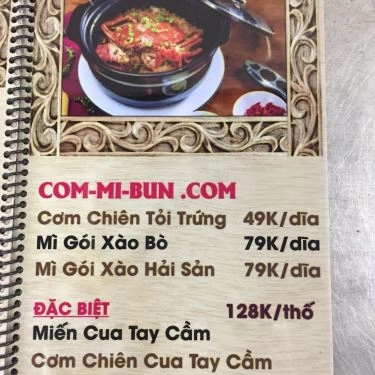 COM-MI-BUN .COM
Cơm Chiên Tỏi Trứng 49K/dĩa
Mì Gói Xào Bò 79K/dĩa
Mì Gói Xào Hải Sản 79K/dĩa
ĐẶC BIỆT 128K/thố
Miến Cua Tay Cầm
Cơm Chiên Cua Tay Cầm